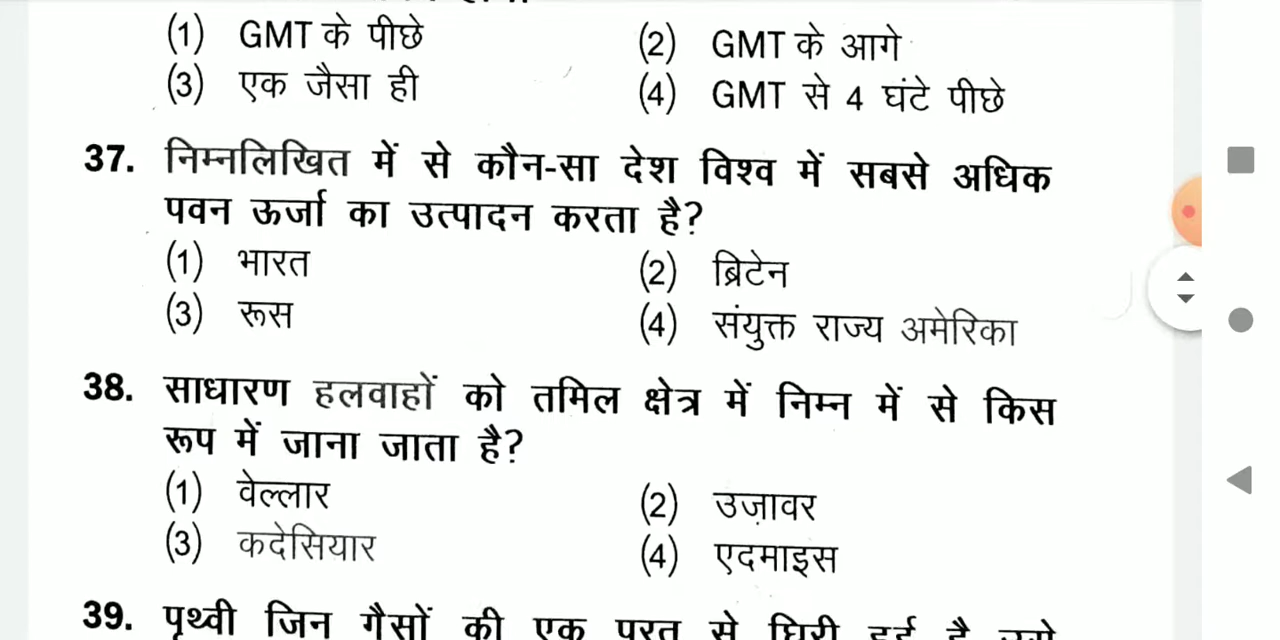 (1) GMT के पीछे (2) GMT के आगे
(3) एक जैसा ही (4) GMT से 4 घंटे पीछे
37. निम्नलिखित में से कौन-सा देश विश्व में सबसे अधिक
पवन ऊर्जा का उत्पादन करता है?
(1) भारत (2) ब्रिटेन
(3) रूस (4) संयुक्त राज्य अमेरिका
38. साधारण हलवाहों को तमिल क्षेत्र में निम्न में से किस
रूप में जाना जाता है?
(1) वेल्लार (2) उज़ावर
(3) कदेसियार (4) एदमाइस
39. पृथ्वी जिन गैसों की एक परत से घिरी हुई है उसे